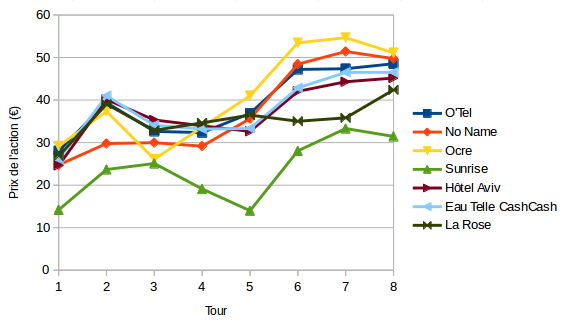 60
50
40
30
20
10
0
1 2 3 4 5 6 7 8
Prix de l'action (€)
Tour
O'Tel
No Name
Ocre
Sunrise
Hôtel Aviv
Eau Telle CashCash
La Rose